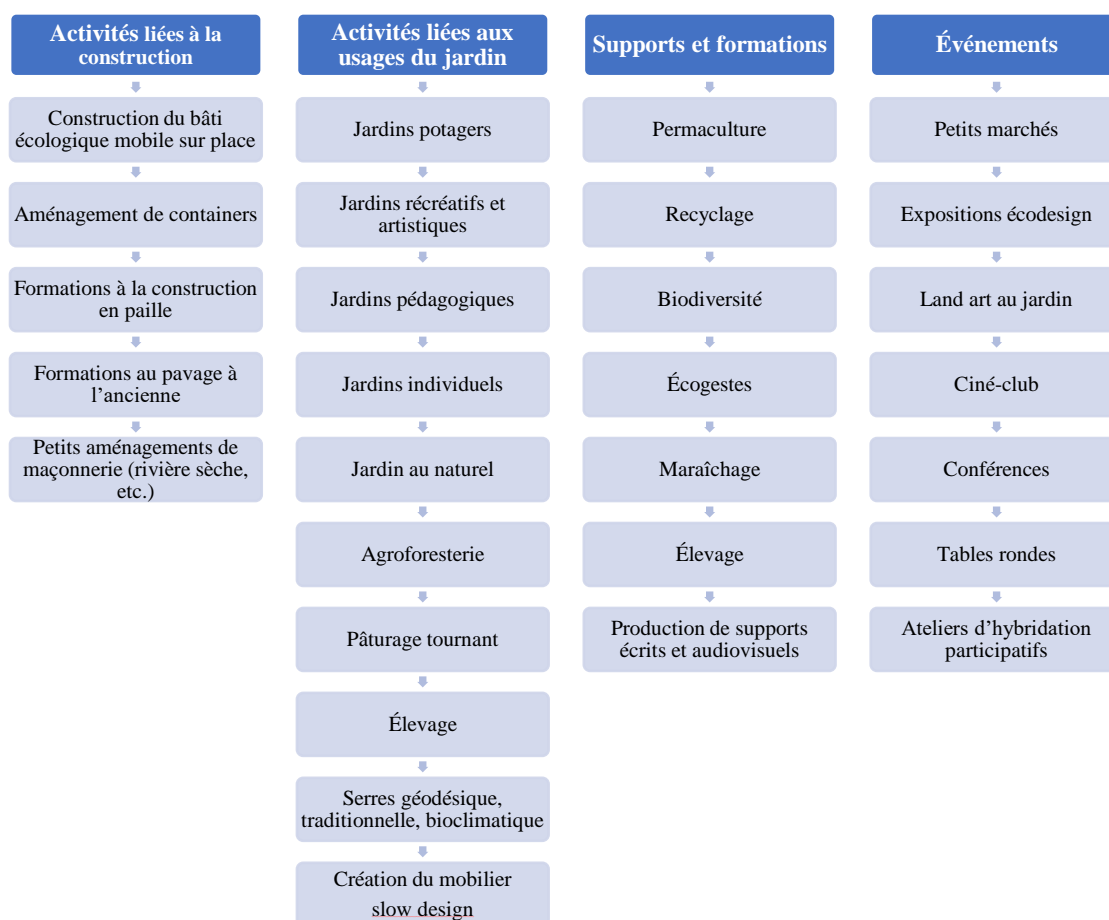 Activités liées à la
construction
Construction du bâti
écologique mobile sur place
Aménagement de containers
Formations à la construction
en paille
Formations au pavage à
l’ancienne
Petits aménagements de
maçonnerie (rivière sèche,
etc.)
Activités liées aux
usages du jardin
Jardins potagers
Jardins récréatifs et
artistiques
Jardins pédagogiques
Jardins individuels
Jardin au naturel
Agroforesterie
Pâturage tournant
Élevage
Serres géodésique,
traditionnelle, bioclimatique
Création du mobilier
slow design
Supports et formations
Permaculture
Recyclage
Biodiversité
Écogestes
Maraîchage
Élevage
Production de supports
écrits et audiovisuels
Événements
Petits marchés
Expositions écodesign
Land art au jardin
Ciné-club
Conférences
Tables rondes
Ateliers d’hybridation
participatifs